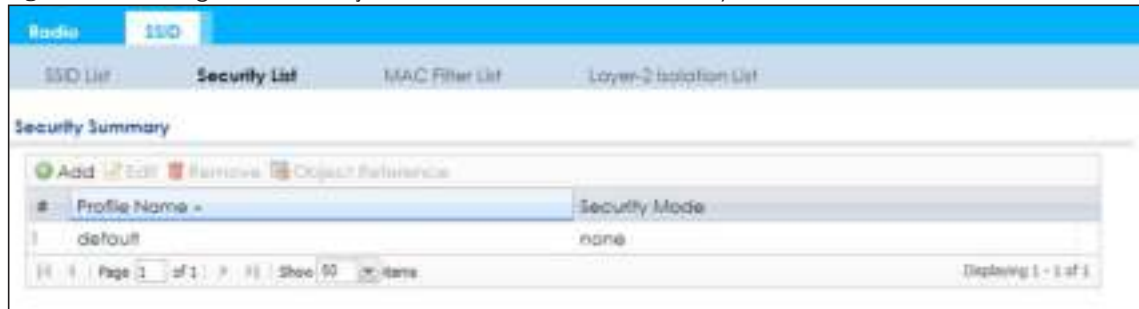 Radio SSID
SSID List Security List MAC Filter List Layer-2 Isolation List
Security Summary
Add Edit Remove Object Reference
# Profile Name Security Mode
1 default none
Page 1 of 1 Show 50 items Displaying 1 - 1 of 1